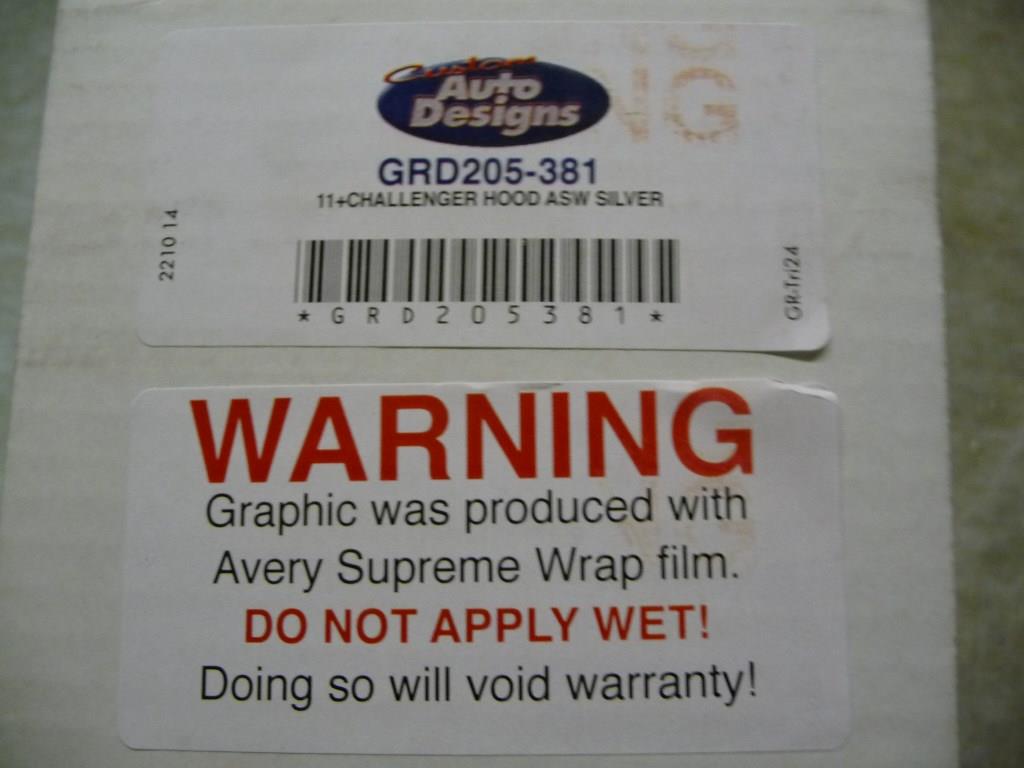 Custom
Auto
Designs
NG
GRD205-381
11+CHALLENGER HOOD ASW SILVER
221014
GR-Tri24
*GRD205381*
WARNING
Graphic was produced with
Avery Supreme Wrap film.
DO NOT APPLY WET!
Doing so will void warranty!